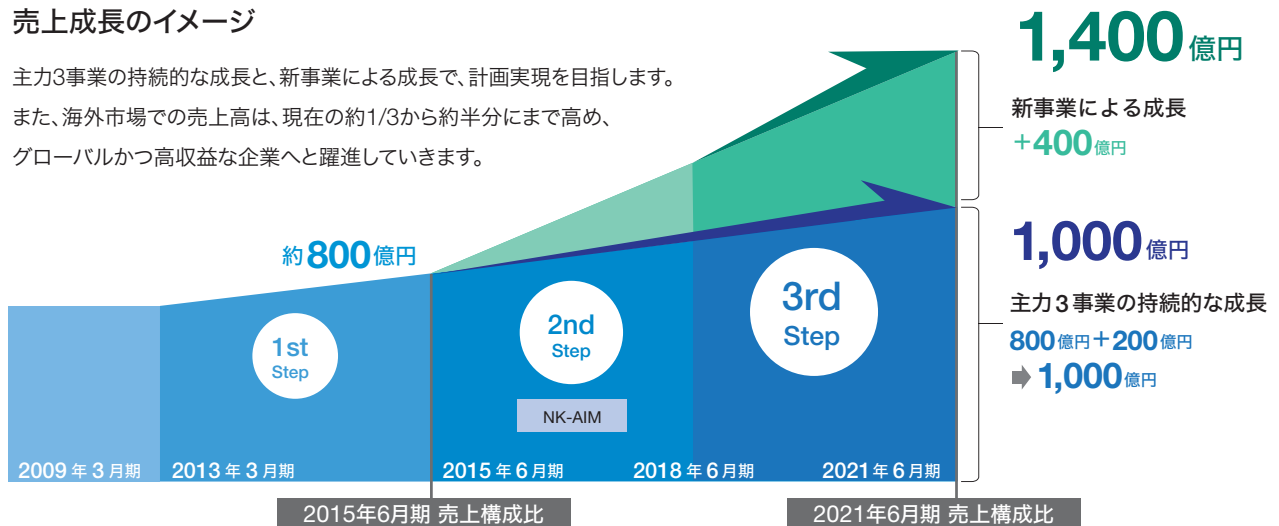 売上成長のイメージ
主力3事業の持続的な成長と、新事業による成長で、計画実現を目指します。
また、海外市場での売上高は、現在の約1/3から約半分にまで高め、
グローバルかつ高収益な企業へと躍進していきます。
1,400億円
新事業による成長
+400億円
1,000億円
主力3事業の持続的な成長
800億円+200億円
➡1,000億円
約800億円
1st
Step
2nd
Step
3rd
Step
NK-AIM
2009年3月期
2013年3月期
2015年6月期
2018年6月期
2021年6月期
2015年6月期 売上構成比
2021年6月期 売上構成比